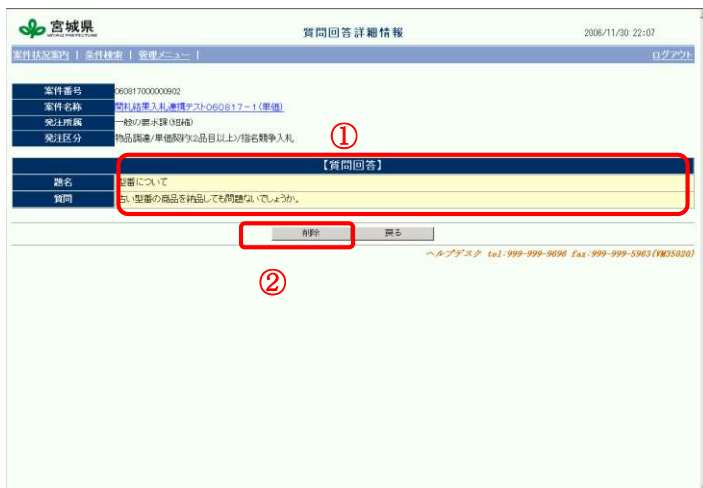 宮城県
MIYAGI PREFECTURE
質問回答詳細情報
2006/11/30 22:07
案件状況案内 | 案件検索 | 管理メニュー |
ログアウト
案件番号 060817000000902
案件名称 開札結果入札連携テスト060817-1(単価)
発注所属 一般の要求課(旧補)
発注区分 物品調達/単価契約(2品目以上)/指名競争入札
①
【質問回答】
題名 型番について
質問 古い型番の商品を納品しても問題ないでしょうか。
削除 戻る
ヘルプデスク tel:999-999-9696 fax:999-999-5963(VM35020)
②